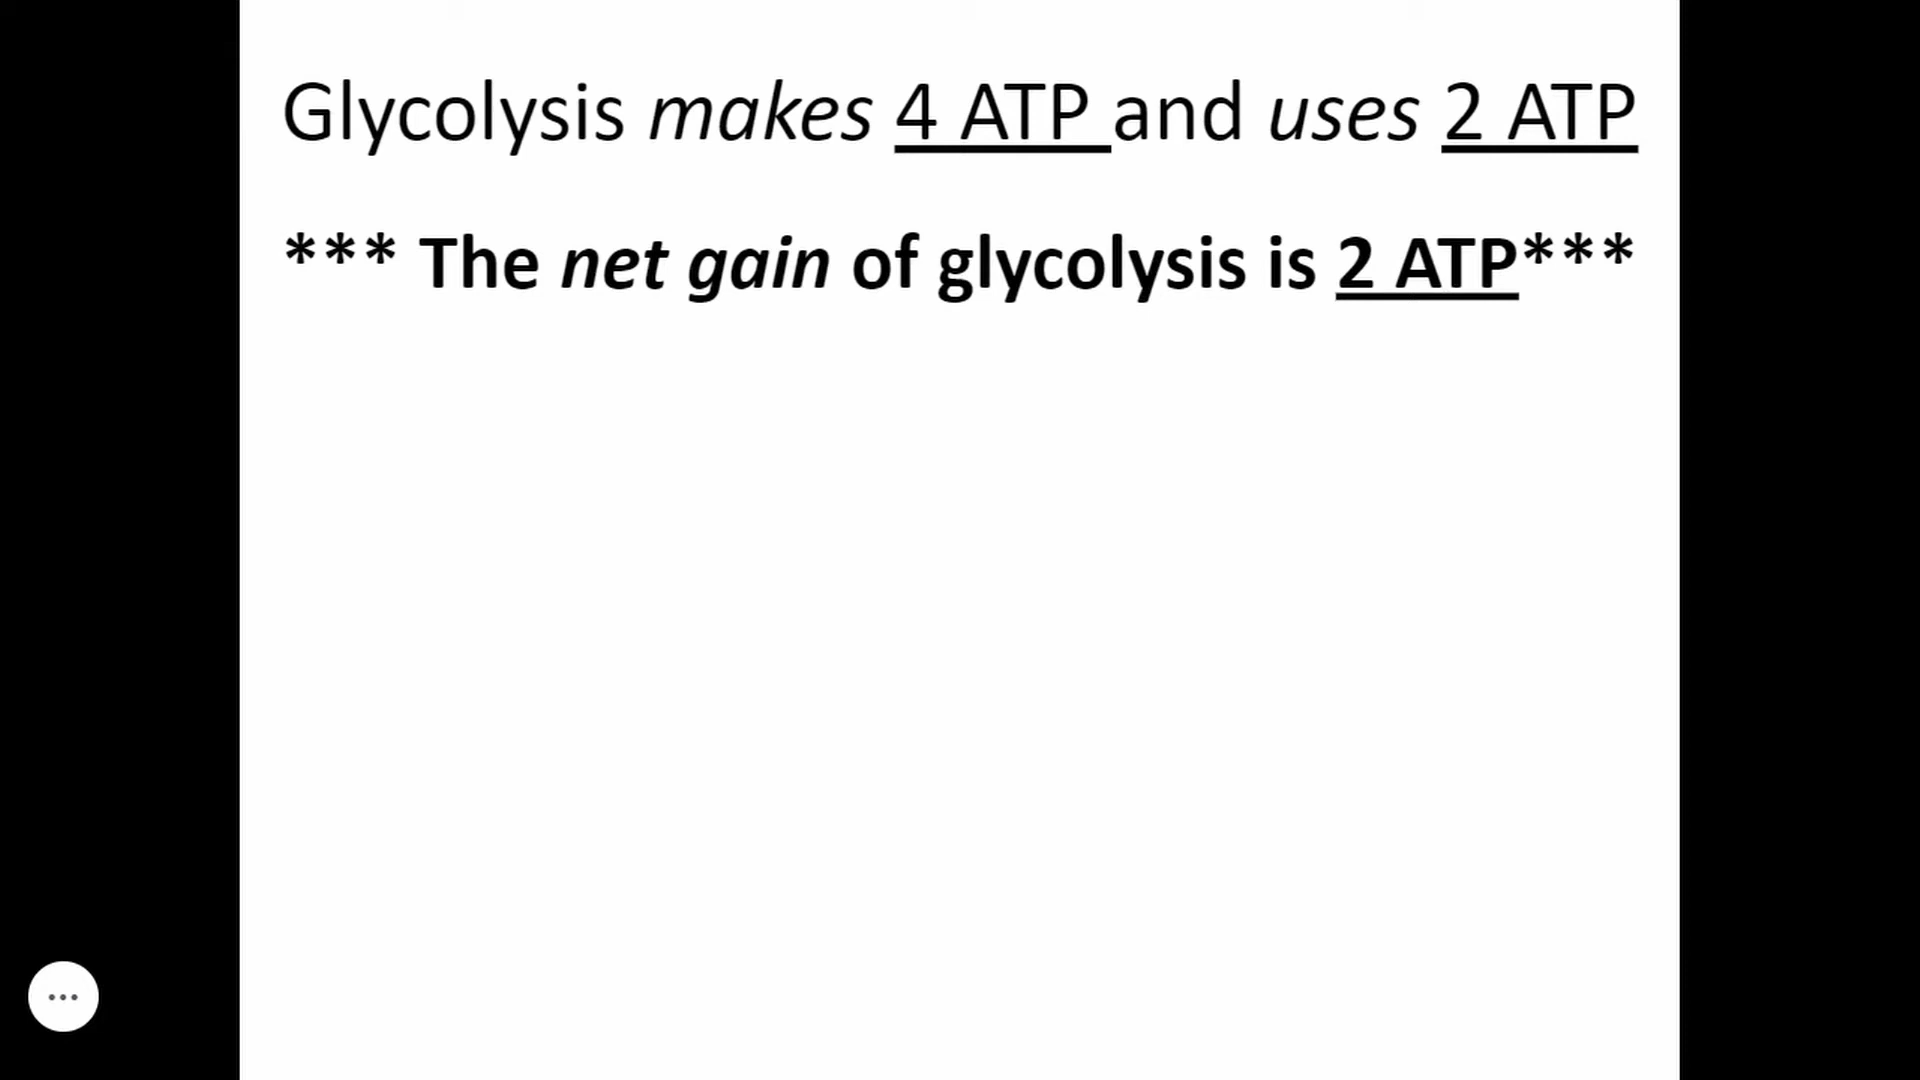 Glycolysis makes 4 ATP and uses 2 ATP
*** The net gain of glycolysis is 2 ATP***